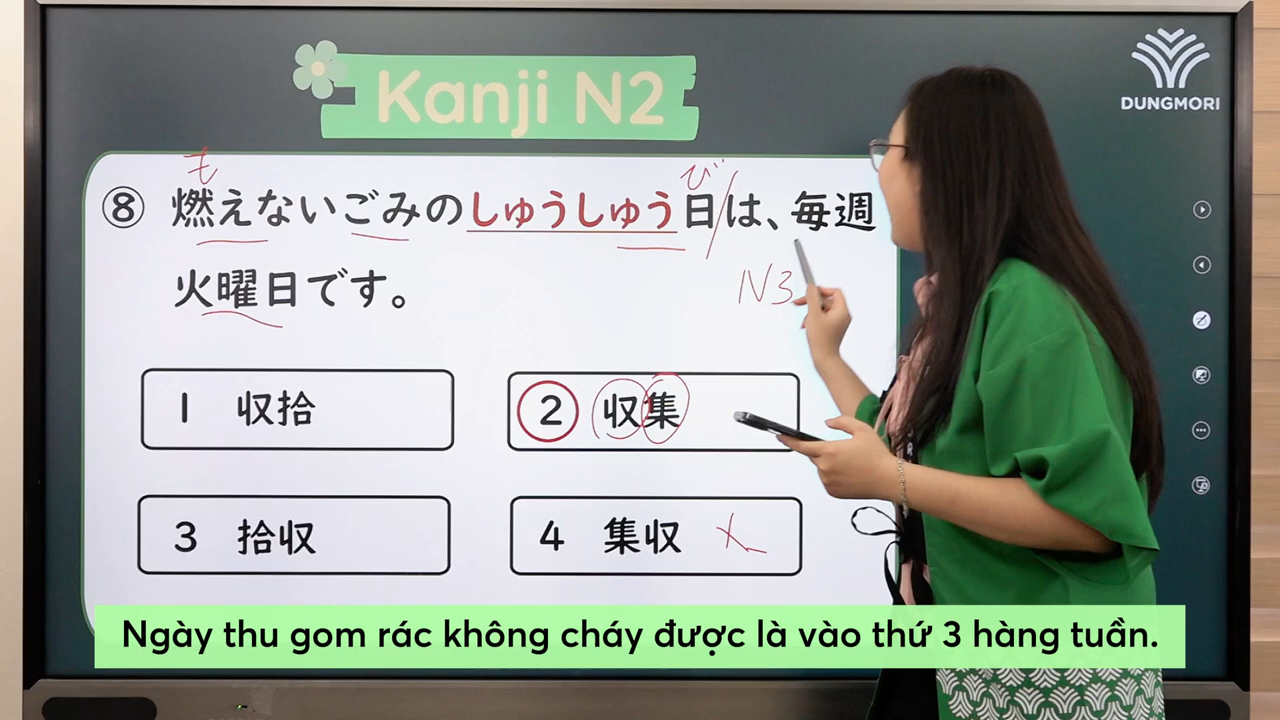 Kanji N2
DUNGMORI
も
び
⑧ 燃えないごみのしゅうしゅう日は、毎週
火曜日です。
N3
1 収拾
② 収集
3 拾収
4 集収
Ngày thu gom rác không cháy được là vào thứ 3 hàng tuần.